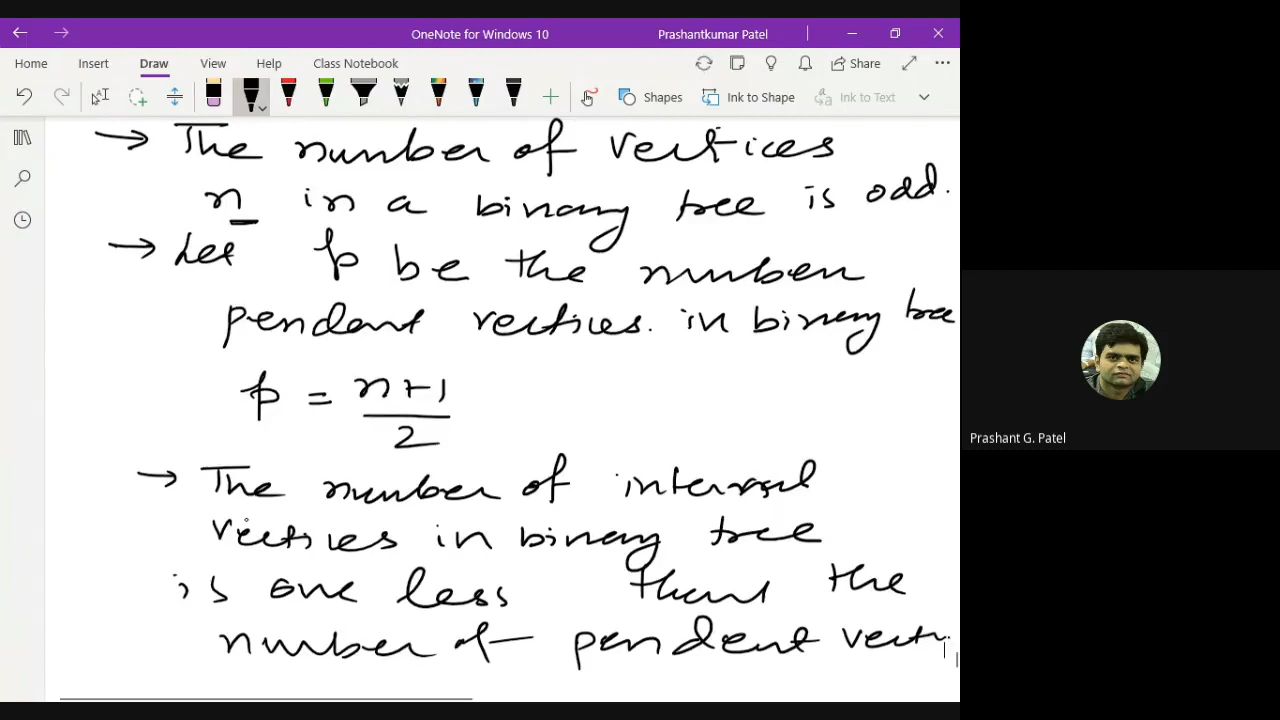 OneNote for Windows 10
Prashantkumar Patel
Home Insert Draw View Help Class Notebook
Share
Shapes Ink to Shape Ink to Text
→ The number of vertices
n in a binary tree is odd.
→ Let p be the number
pendent vertices. in binary tree
p = n+1
2
→ The number of internal
vertices in binary tree
is one less than the
number of pendent verti
Prashant G. Patel